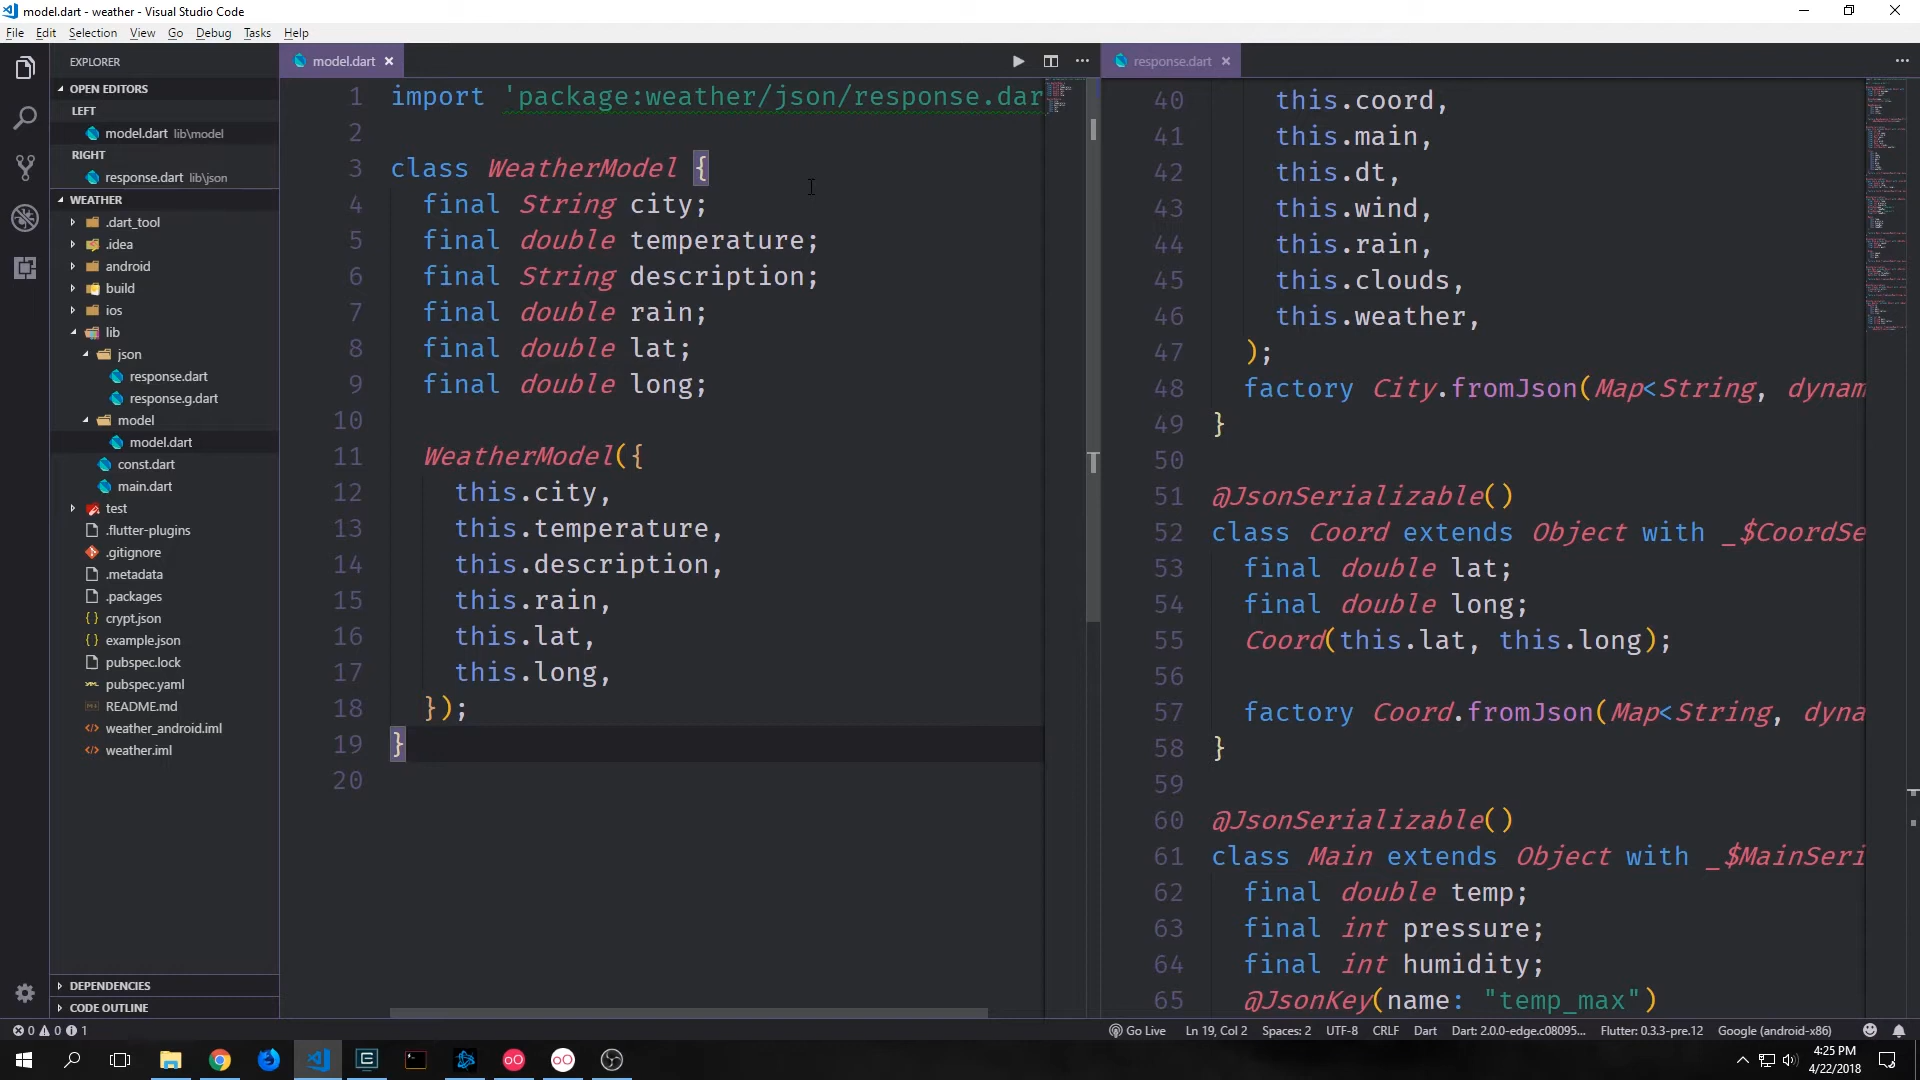 model.dart - weather - Visual Studio Code
File Edit Selection View Go Debug Tasks Help
EXPLORER
OPEN EDITORS
LEFT
model.dart lib\model
RIGHT
response.dart lib\json
WEATHER
.dart_tool
.idea
android
build
ios
lib
json
response.dart
response.g.dart
model
model.dart
const.dart
main.dart
test
.flutter-plugins
.gitignore
.metadata
.packages
crypt.json
example.json
pubspec.lock
pubspec.yaml
README.md
weather_android.iml
weather.iml
DEPENDENCIES
CODE OUTLINE
model.dart
1 import 'package:weather/json/response.dar
2
3 class WeatherModel {
4 final String city;
5 final double temperature;
6 final String description;
7 final double rain;
8 final double lat;
9 final double long;
10
11 WeatherModel({
12 this.city,
13 this.temperature,
14 this.description,
15 this.rain,
16 this.lat,
17 this.long,
18 });
19 }
20
response.dart
40 this.coord,
41 this.main,
42 this.dt,
43 this.wind,
44 this.rain,
45 this.clouds,
46 this.weather,
47 );
48 factory City.fromJson(Map<String, dynam
49 }
50
51 @JsonSerializable()
52 class Coord extends Object with _$CoordSe
53 final double lat;
54 final double long;
55 Coord(this.lat, this.long);
56
57 factory Coord.fromJson(Map<String, dyna
58 }
59
60 @JsonSerializable()
61 class Main extends Object with _$MainSeri
62 final double temp;
63 final int pressure;
64 final int humidity;
65 @JsonKey(name: "temp_max")
0 0 1 Go Live Ln 19, Col 2 Spaces: 2 UTF-8 CRLF Dart Dart: 2.0.0-edge.c08095... Flutter: 0.3.3-pre.12 Google (android-x86)
4:25 PM
4/22/2018